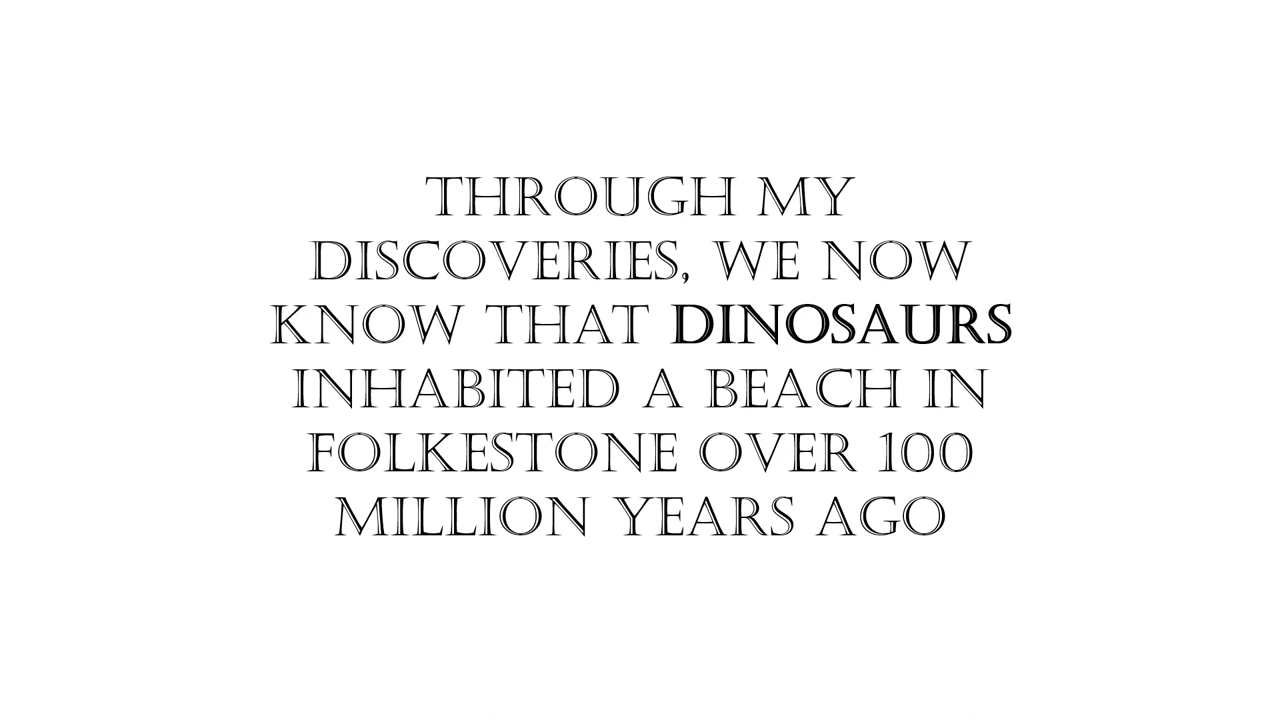 THROUGH MY
DISCOVERIES, WE NOW
KNOW THAT DINOSAURS
INHABITED A BEACH IN
FOLKESTONE OVER 100
MILLION YEARS AGO